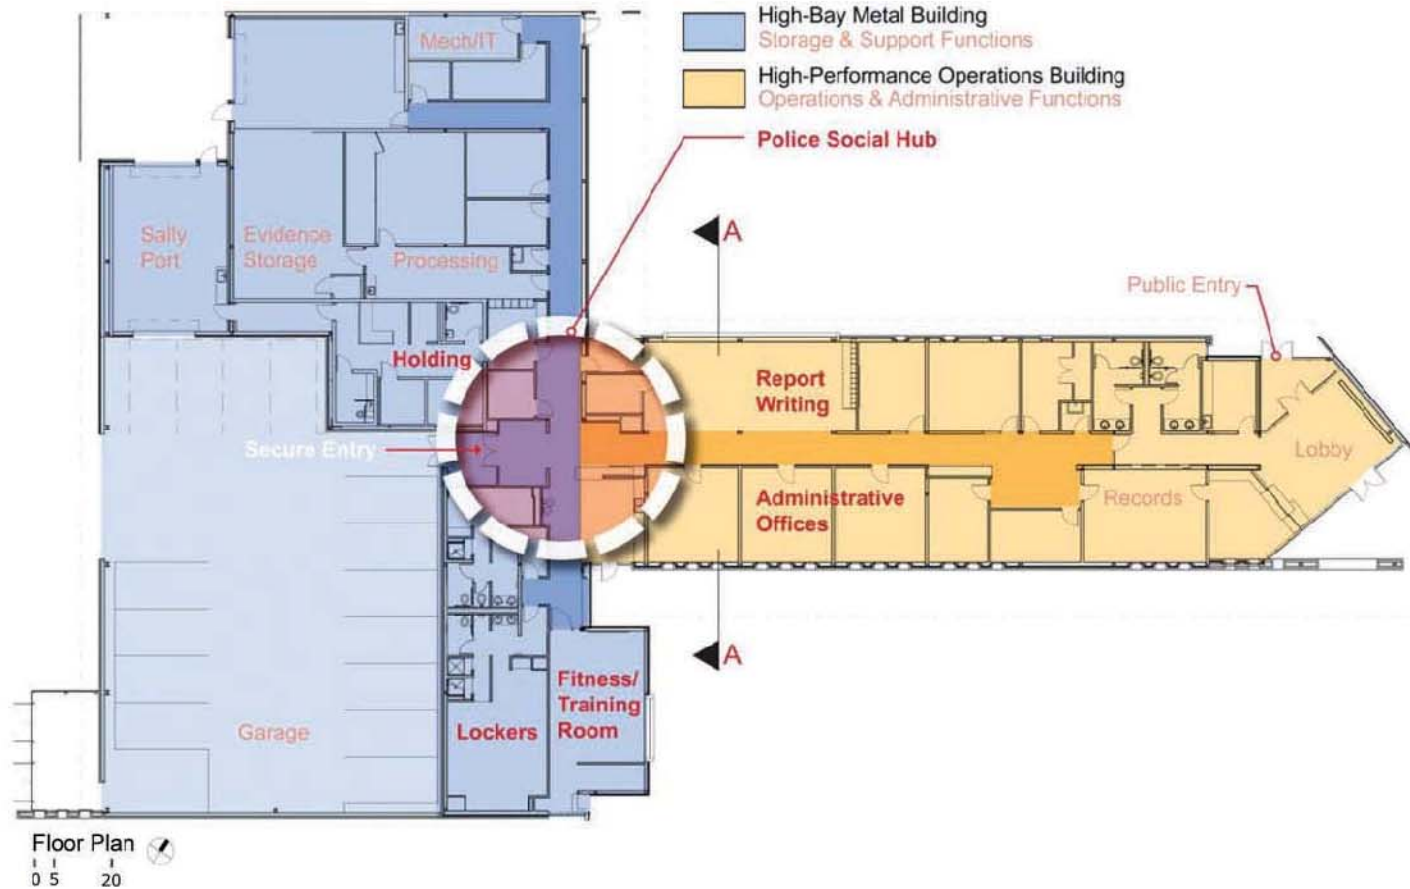 High-Bay Metal Building
Storage & Support Functions
High-Performance Operations Building
Operations & Administrative Functions
Mech/IT
Police Social Hub
A
Sally
Port
Evidence
Storage
Processing
Public Entry
Holding
Report
Writing
Secure Entry
Lobby
Administrative
Offices
Records
A
Fitness/
Training
Room
Garage
Lockers
Floor Plan
0 5 20